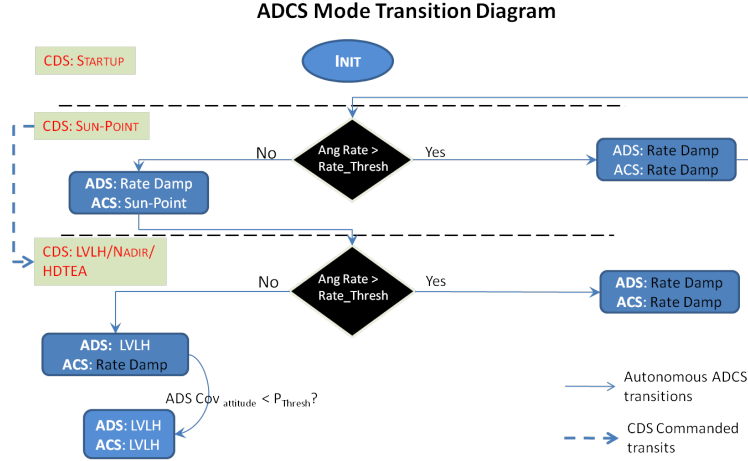 ADCS Mode Transition Diagram
CDS: STARTUP
INIT
CDS: SUN-POINT
Ang Rate >
Rate_Thresh
No
Yes
ADS: Rate Damp
ACS: Rate Damp
ADS: Rate Damp
ACS: Sun-Point
CDS: LVLH/NADIR/
HDTEA
Ang Rate >
Rate_Thresh
No
Yes
ADS: Rate Damp
ACS: Rate Damp
ADS: LVLH
ACS: Rate Damp
ADS Cov attitude < PThresh?
ADS: LVLH
ACS: LVLH
Autonomous ADCS
transitions
CDS Commanded
transits